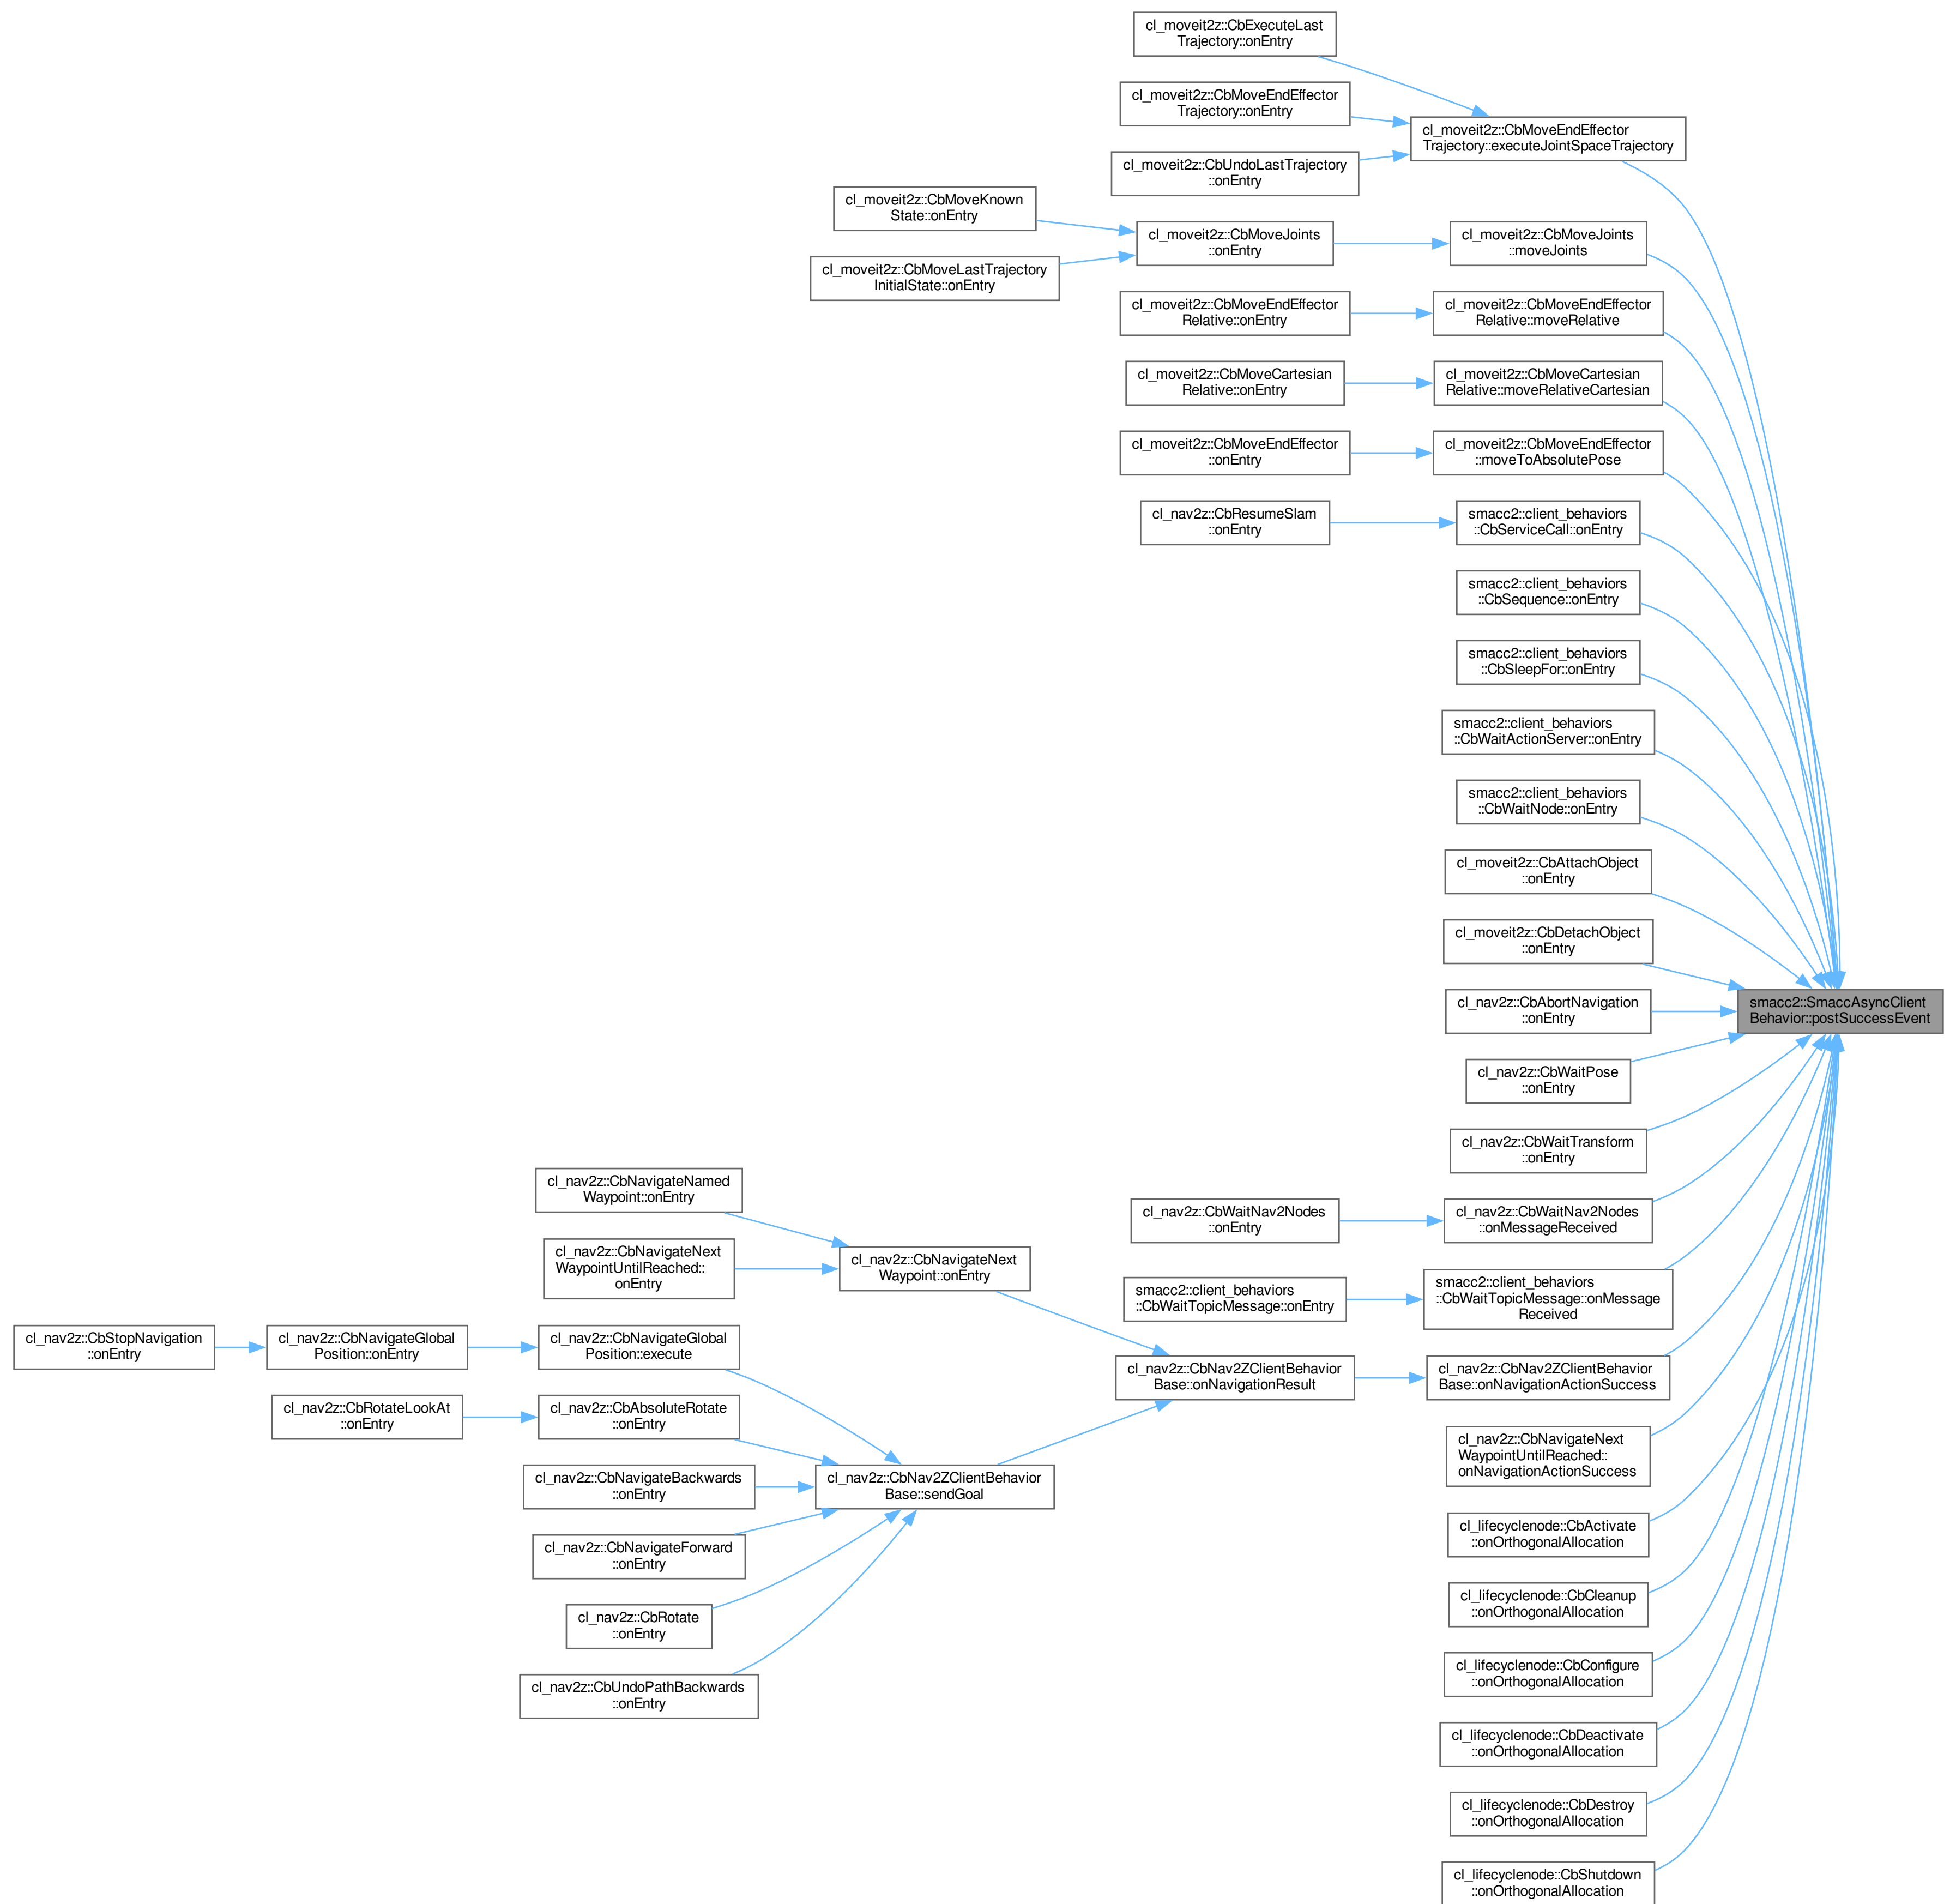 cl_moveit2z::CbExecuteLast
Trajectory::onEntry
cl_moveit2z::CbMoveEndEffector
Trajectory::onEntry
cl_moveit2z::CbMoveEndEffector
Trajectory::executeJointSpaceTrajectory
cl_moveit2z::CbUndoLastTrajectory
::onEntry
cl_moveit2z::CbMoveKnown
State::onEntry
cl_moveit2z::CbMoveJoints
::onEntry
cl_moveit2z::CbMoveJoints
::moveJoints
cl_moveit2z::CbMoveLastTrajectory
InitialState::onEntry
cl_moveit2z::CbMoveEndEffector
Relative::onEntry
cl_moveit2z::CbMoveEndEffector
Relative::moveRelative
cl_moveit2z::CbMoveCartesian
Relative::onEntry
cl_moveit2z::CbMoveCartesian
Relative::moveRelativeCartesian
cl_moveit2z::CbMoveEndEffector
::onEntry
cl_moveit2z::CbMoveEndEffector
::moveToAbsolutePose
cl_nav2z::CbResumeSlam
::onEntry
smacc2::client_behaviors
::CbServiceCall::onEntry
smacc2::client_behaviors
::CbSequence::onEntry
smacc2::client_behaviors
::CbSleepFor::onEntry
smacc2::client_behaviors
::CbWaitActionServer::onEntry
smacc2::client_behaviors
::CbWaitNode::onEntry
cl_moveit2z::CbAttachObject
::onEntry
cl_moveit2z::CbDetachObject
::onEntry
cl_nav2z::CbAbortNavigation
::onEntry
smacc2::SmaccAsyncClient
Behavior::postSuccessEvent
cl_nav2z::CbWaitPose
::onEntry
cl_nav2z::CbWaitTransform
::onEntry
cl_nav2z::CbNavigateNamed
Waypoint::onEntry
cl_nav2z::CbWaitNav2Nodes
::onEntry
cl_nav2z::CbWaitNav2Nodes
::onMessageReceived
cl_nav2z::CbNavigateNext
WaypointUntilReached::
onEntry
cl_nav2z::CbNavigateNext
Waypoint::onEntry
smacc2::client_behaviors
::CbWaitTopicMessage::onEntry
smacc2::client_behaviors
::CbWaitTopicMessage::onMessage
Received
cl_nav2z::CbStopNavigation
::onEntry
cl_nav2z::CbNavigateGlobal
Position::onEntry
cl_nav2z::CbNavigateGlobal
Position::execute
cl_nav2z::CbNav2ZClientBehavior
Base::onNavigationResult
cl_nav2z::CbNav2ZClientBehavior
Base::onNavigationActionSuccess
cl_nav2z::CbRotateLookAt
::onEntry
cl_nav2z::CbAbsoluteRotate
::onEntry
cl_nav2z::CbNavigateNext
WaypointUntilReached::
onNavigationActionSuccess
cl_nav2z::CbNavigateBackwards
::onEntry
cl_nav2z::CbNav2ZClientBehavior
Base::sendGoal
cl_nav2z::CbNavigateForward
::onEntry
cl_lifecyclenode::CbActivate
::onOrthogonalAllocation
cl_nav2z::CbRotate
::onEntry
cl_lifecyclenode::CbCleanup
::onOrthogonalAllocation
cl_nav2z::CbUndoPathBackwards
::onEntry
cl_lifecyclenode::CbConfigure
::onOrthogonalAllocation
cl_lifecyclenode::CbDeactivate
::onOrthogonalAllocation
cl_lifecyclenode::CbDestroy
::onOrthogonalAllocation
cl_lifecyclenode::CbShutdown
::onOrthogonalAllocation